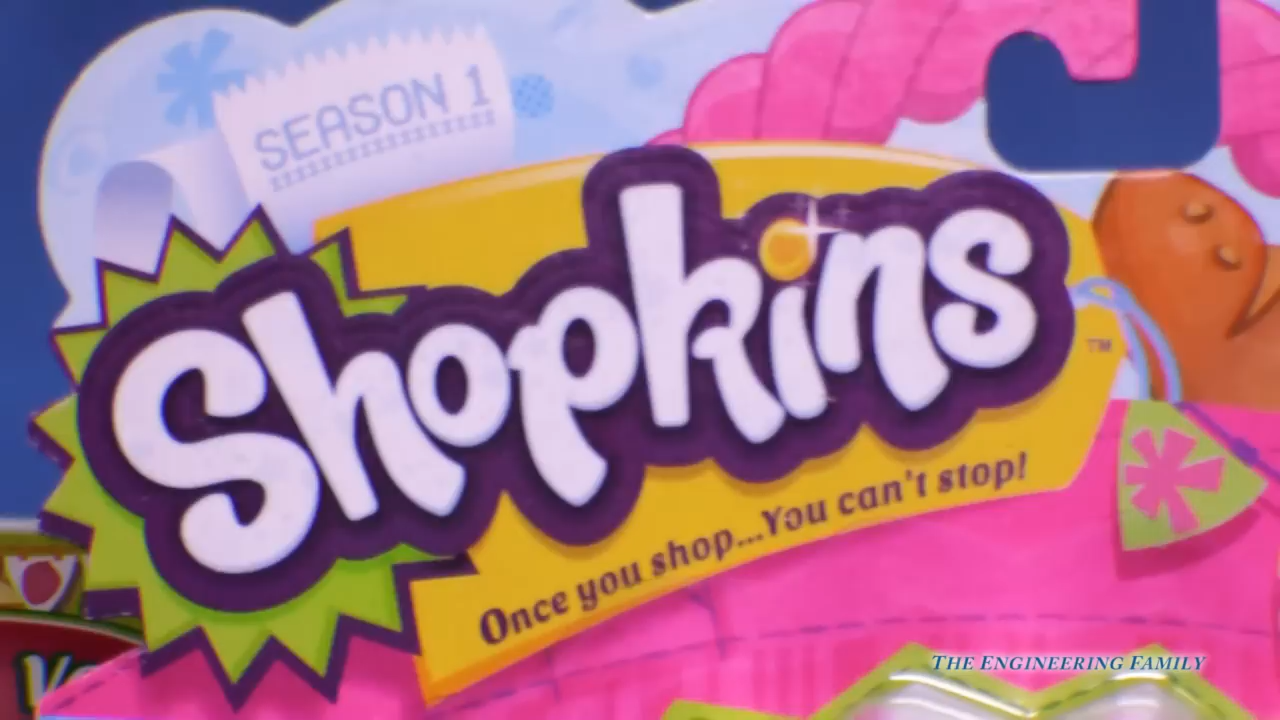 SEASON 1
Shopkins
TM
Once you shop...You can't stop!
THE ENGINEERING FAMILY